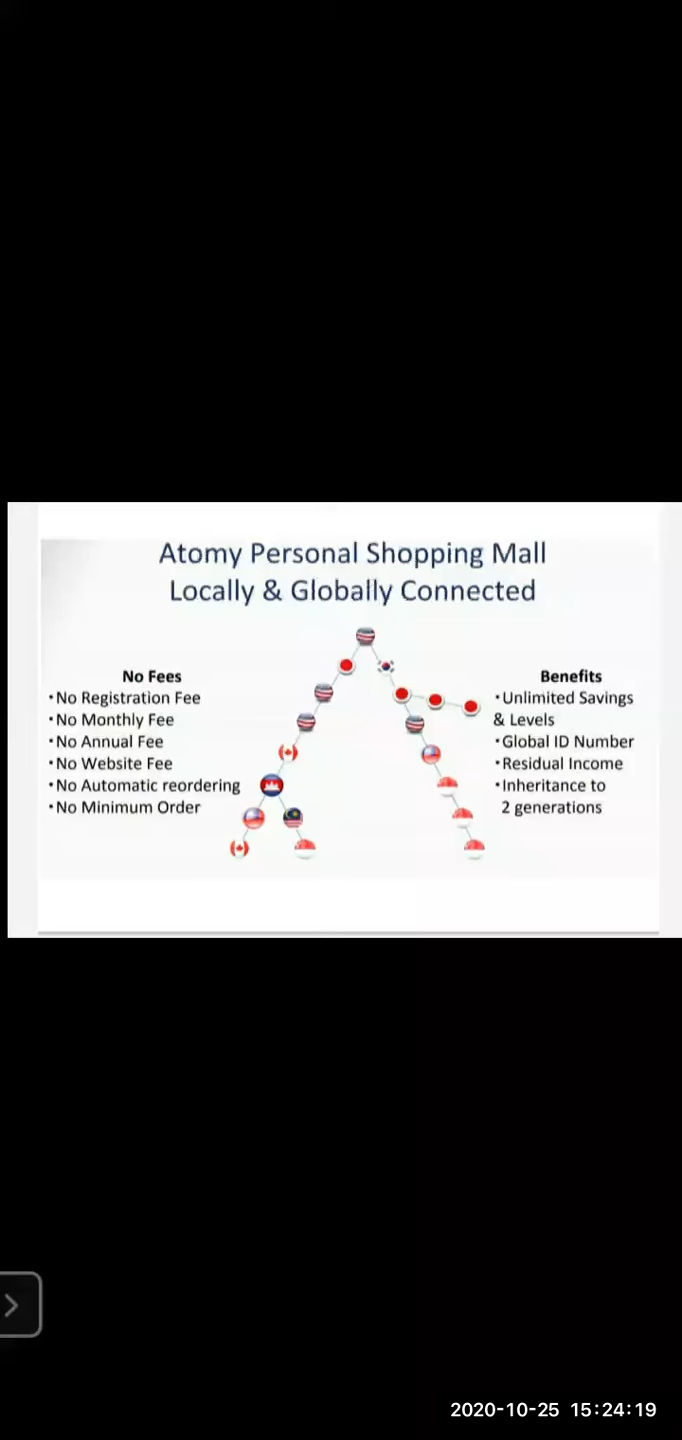 Atomy Personal Shopping Mall
Locally & Globally Connected
No Fees
•No Registration Fee
•No Monthly Fee
•No Annual Fee
•No Website Fee
•No Automatic reordering
•No Minimum Order
Benefits
•Unlimited Savings
& Levels
•Global ID Number
•Residual Income
•Inheritance to
2 generations
2020-10-25 15:24:19